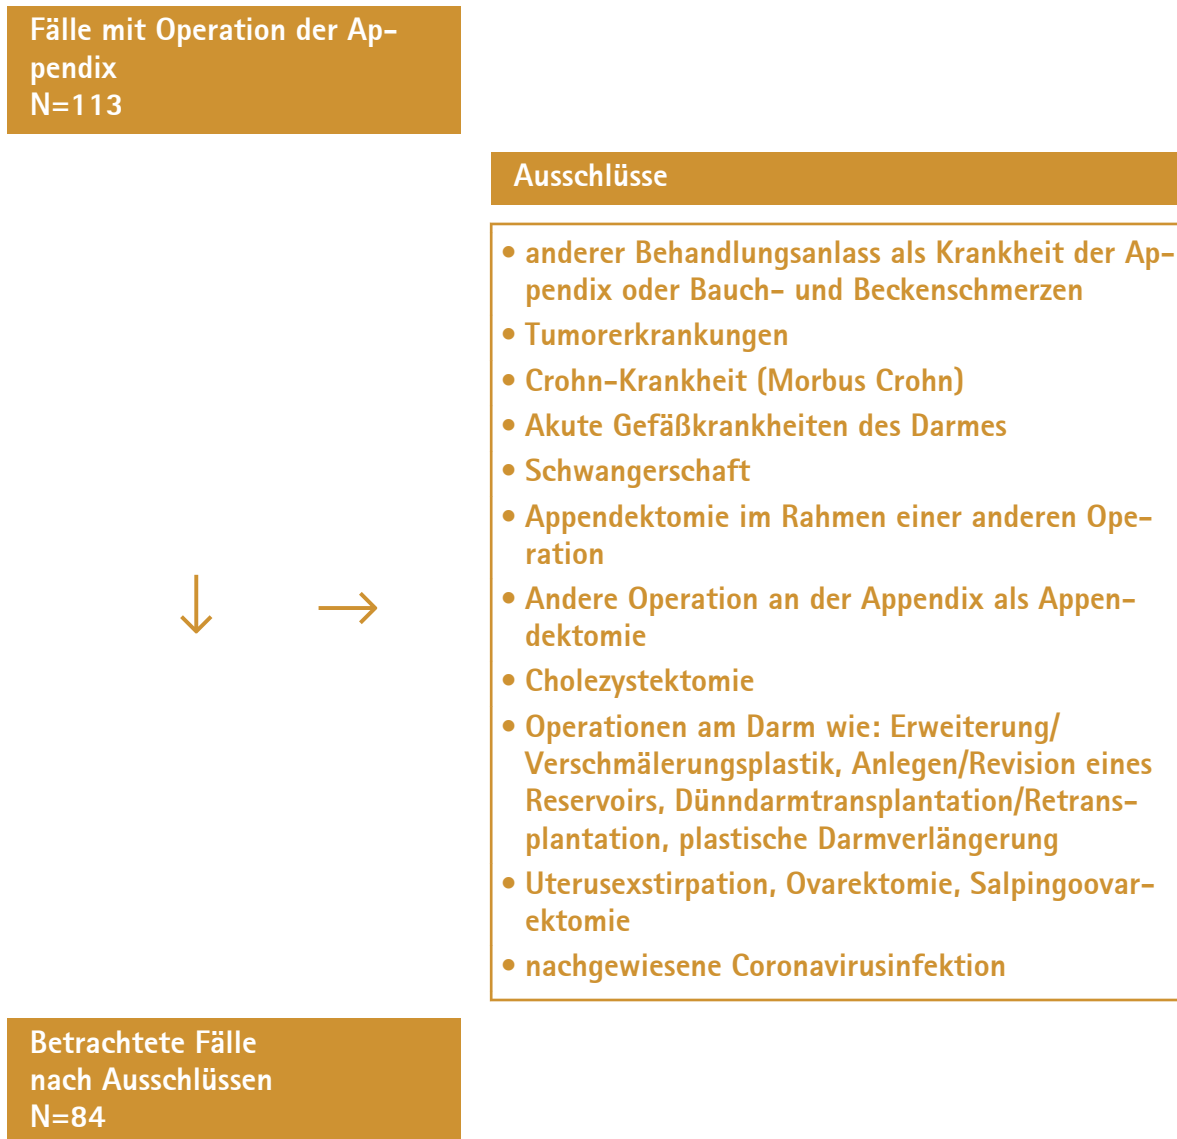 Fälle mit Operation der Ap-
pendix
N=113
Ausschlüsse
• anderer Behandlungsanlass als Krankheit der Ap-
pendix oder Bauch- und Beckenschmerzen
• Tumorerkrankungen
• Crohn-Krankheit (Morbus Crohn)
• Akute Gefäßkrankheiten des Darmes
• Schwangerschaft
• Appendektomie im Rahmen einer anderen Ope-
ration
• Andere Operation an der Appendix als Appen-
dektomie
• Cholezystektomie
• Operationen am Darm wie: Erweiterung/
Verschmälerungsplastik, Anlegen/Revision eines
Reservoirs, Dünndarmtransplantation/Retrans-
plantation, plastische Darmverlängerung
• Uterusexstirpation, Ovarektomie, Salpingoovar-
ektomie
• nachgewiesene Coronavirusinfektion
Betrachtete Fälle
nach Ausschlüssen
N=84